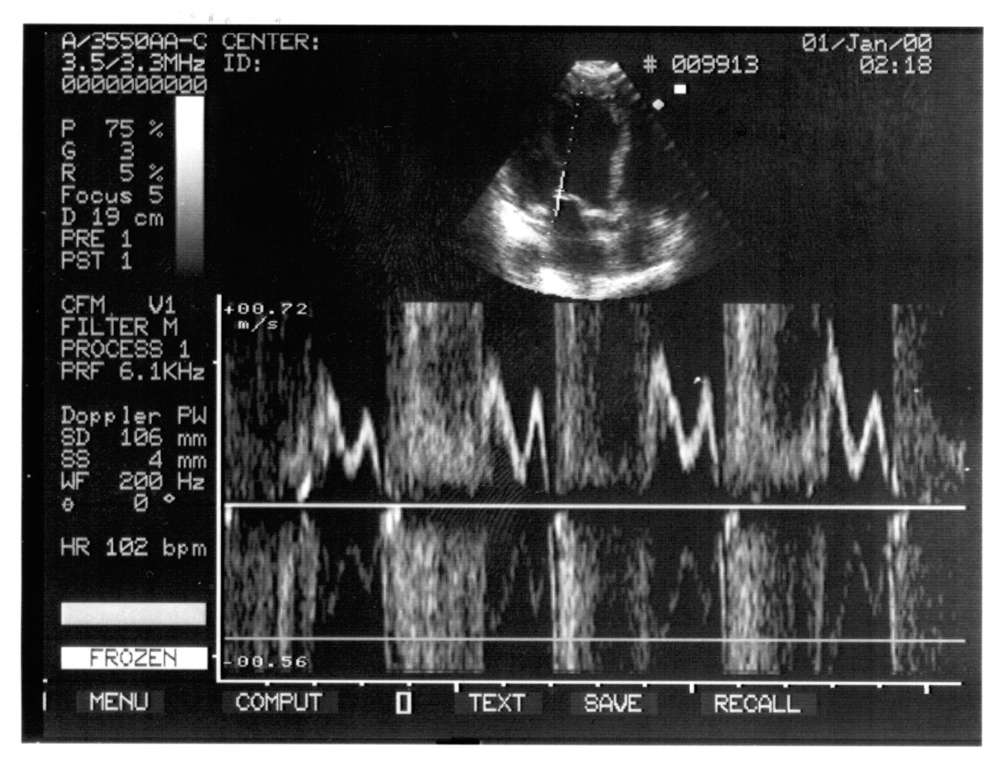 A/3550AA-C CENTER:
3.5/3.3MHz ID:
0000000000
# 009913
01/Jan/00
02:18
P 75 %
G 3
R 5 %
Focus 5
D 19 cm
PRE 1
PST 1
CFM V1
FILTER M
PROCESS 1
PRF 6.1KHz
Doppler PW
SD 106 mm
SS 4 mm
WF 200 Hz
θ 0 °
HR 102 bpm
FROZEN
+00.72
m/s
-00.56
MENU COMPUT 0 TEXT SAVE RECALL